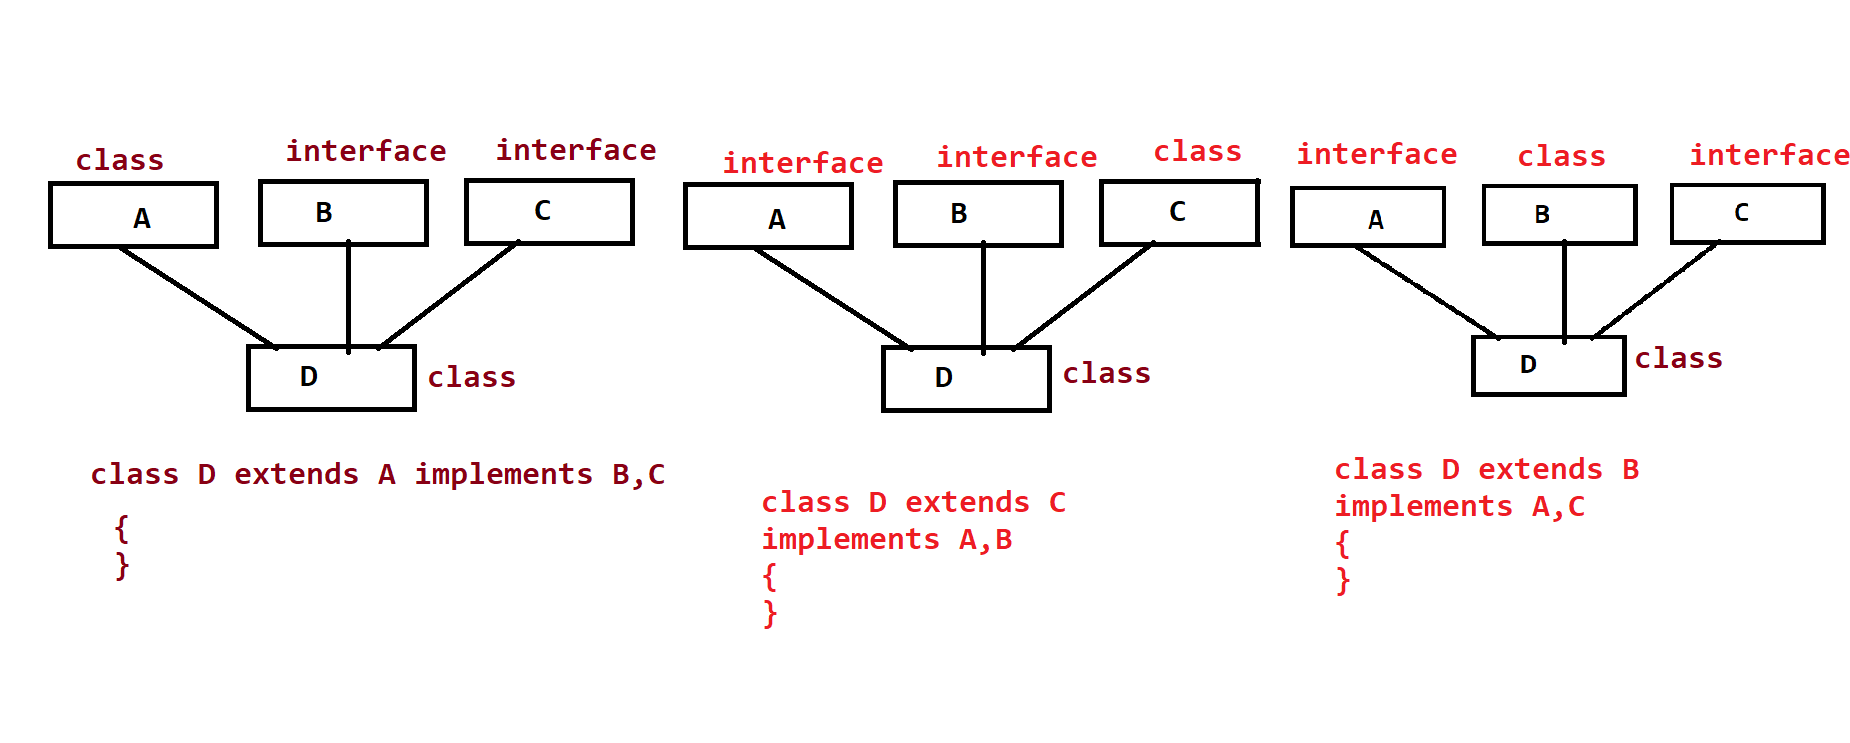 class interface interface
A B C
D class
class D extends A implements B,C
{
}
interface interface class
A B C
D class
class D extends C
implements A,B
{
}
interface class interface
A B C
D class
class D extends B
implements A,C
{
}